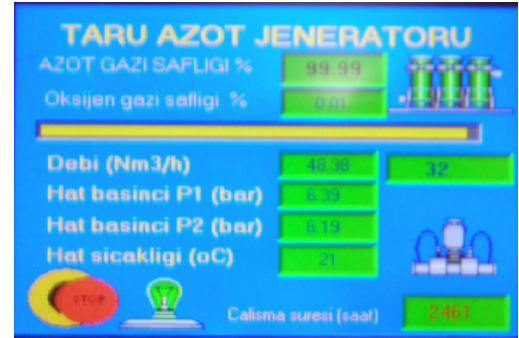 TARU AZOT JENERATORU
AZOT GAZI SAFLIGI % 99.99
Oksijen gazi safligi % 0.01
Debi (Nm3/h) 48.38 32
Hat basinci P1 (bar) 6.39
Hat basinci P2 (bar) 6.19
Hat sicakligi (oC) 21
STOP
Calisma suresi (saat) 2461